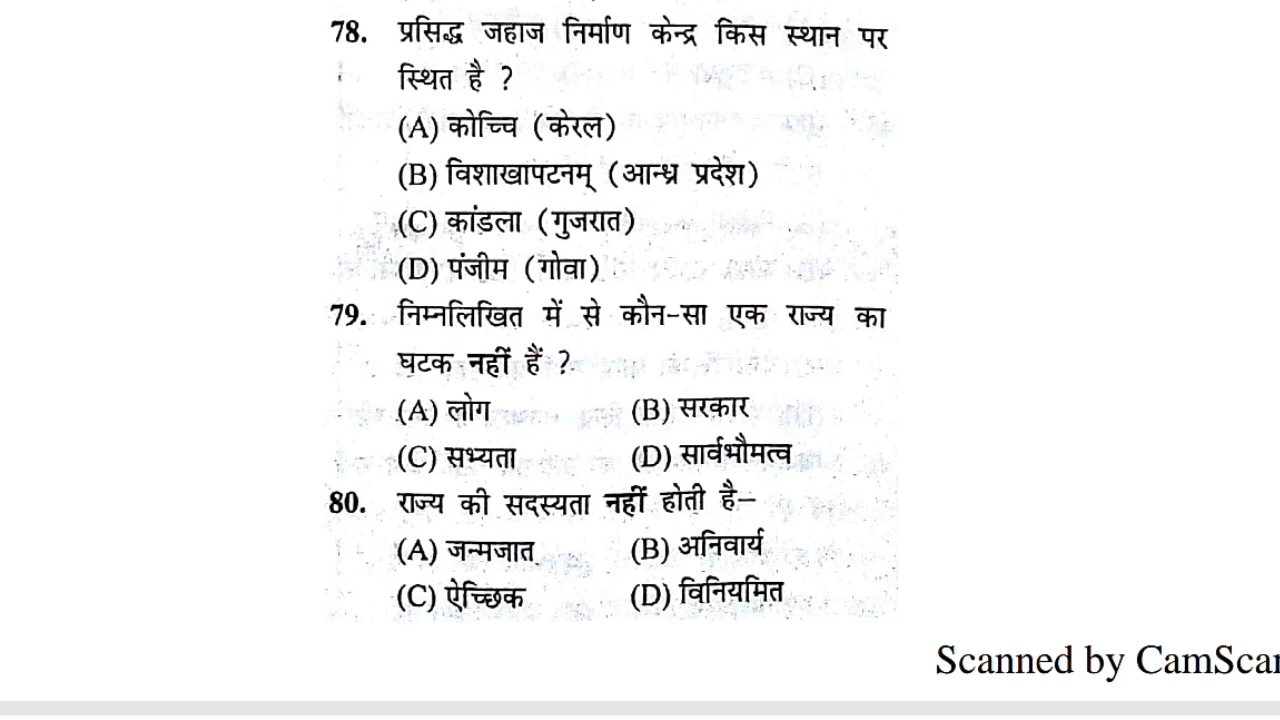 78. प्रसिद्ध जहाज निर्माण केन्द्र किस स्थान पर
स्थित है ?
(A) कोच्चि (केरल)
(B) विशाखापटनम् (आन्ध्र प्रदेश)
(C) कांडला (गुजरात)
(D) पंजीम (गोवा)
79. निम्नलिखित में से कौन-सा एक राज्य का
घटक नहीं हैं ?
(A) लोग (B) सरकार
(C) सभ्यता (D) सार्वभौमत्व
80. राज्य की सदस्यता नहीं होती है–
(A) जन्मजात (B) अनिवार्य
(C) ऐच्छिक (D) विनियमित
Scanned by CamScan